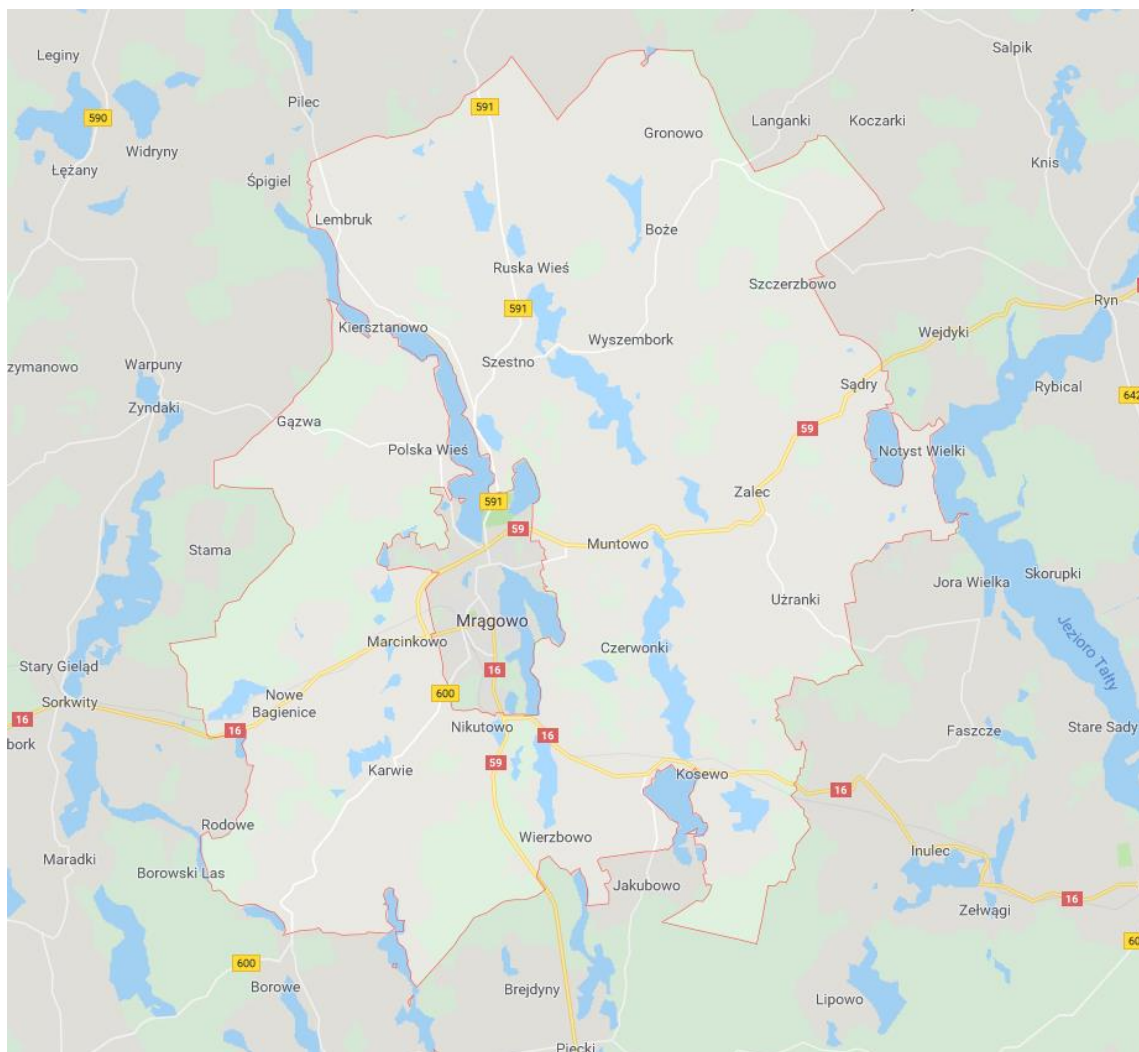 Leginy
Salpik
Pilec
591
590
Langanki
Koczarki
Gronowo
Widryny
Knis
Łężany
Śpigiel
Lembruk
Boże
Ruska Wieś
Szczerzbowo
Ryn
591
Kiersztanowo
Wejdyki
Wyszembork
Szestno
zymanowo
Warpuny
Sądry
Rybical
642
Zyndaki
Gązwa
59
Polska Wieś
Notyst Wielki
Zalec
591
59
Muntowo
Stama
Skorupki
Jora Wielka
Użranki
Mrągowo
Marcinkowo
Czerwonki
Jezioro Tałty
Stary Gieląd
16
600
Nowe
Bagienice
Sorkwity
16
16
bork
Nikutowo
16
Faszcze
Stare Sady
59
Karwie
Kosewo
16
Rodowe
Wierzbowo
Inulec
Maradki
Borowski Las
Jakubowo
16
Zełwągi
60
600
Borowe
Brejdyny
Lipowo
Piecki